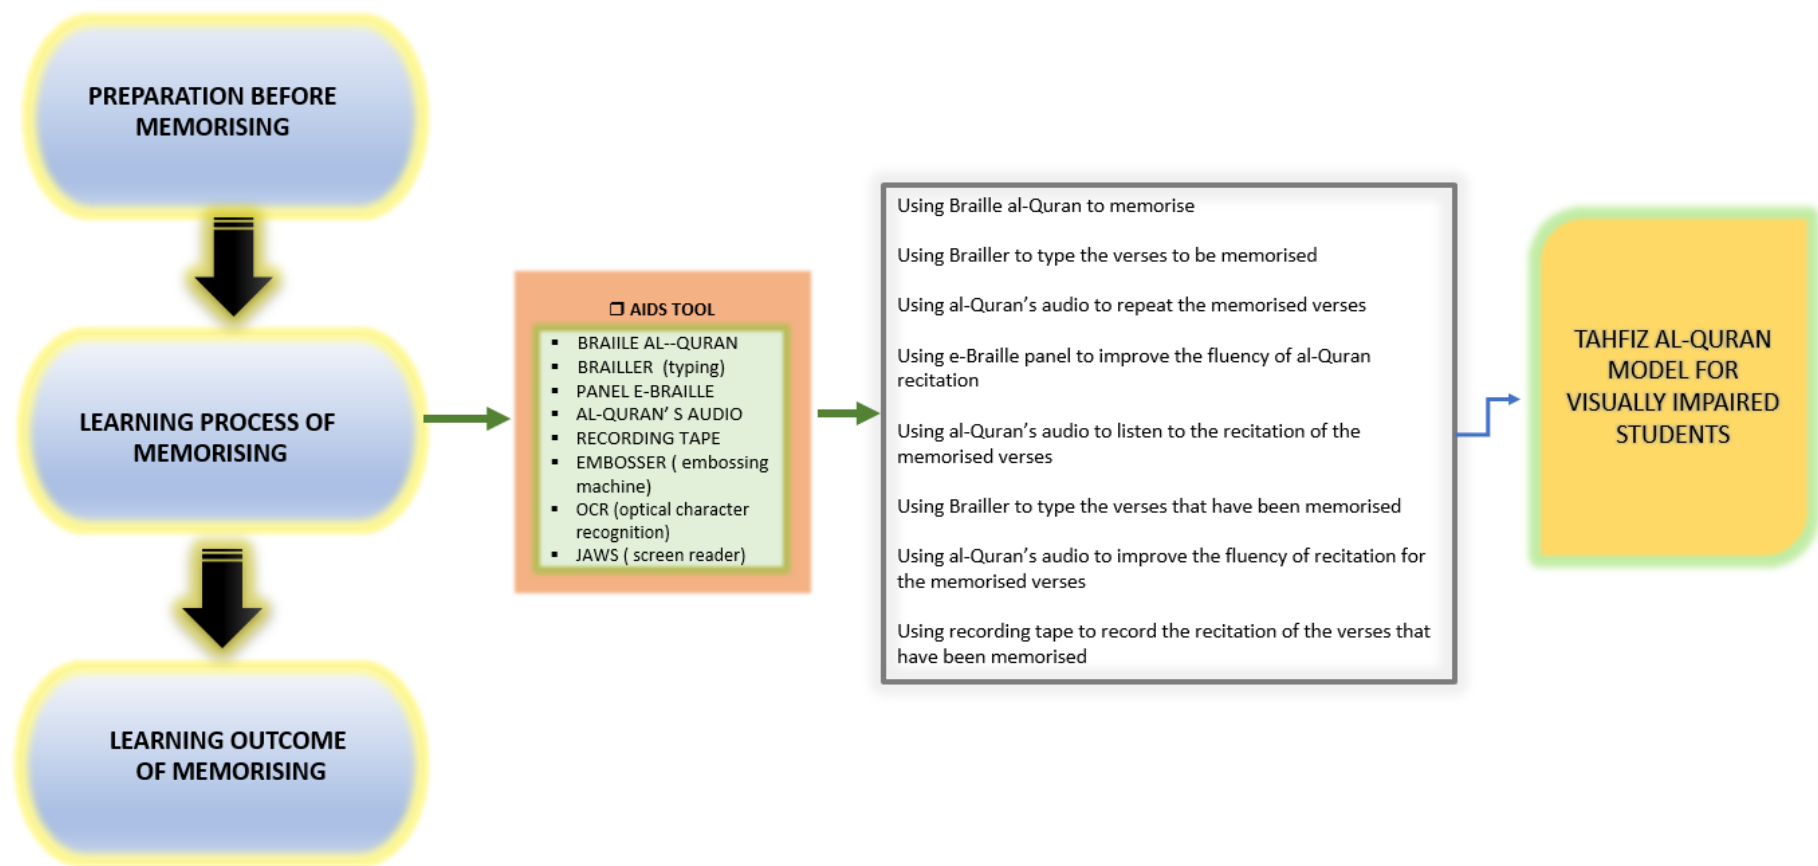 PREPARATION BEFORE
MEMORISING
LEARNING PROCESS OF
MEMORISING
LEARNING OUTCOME
OF MEMORISING
❒ AIDS TOOL
▪ BRAIILE AL--QURAN
▪ BRAILLER (typing)
▪ PANEL E-BRAILLE
▪ AL-QURAN’ S AUDIO
▪ RECORDING TAPE
▪ EMBOSSER ( embossing
machine)
▪ OCR (optical character
recognition)
▪ JAWS ( screen reader)
Using Braille al-Quran to memorise
Using Brailler to type the verses to be memorised
Using al-Quran’s audio to repeat the memorised verses
Using e-Braille panel to improve the fluency of al-Quran
recitation
Using al-Quran’s audio to listen to the recitation of the
memorised verses
Using Brailler to type the verses that have been memorised
Using al-Quran’s audio to improve the fluency of recitation for
the memorised verses
Using recording tape to record the recitation of the verses that
have been memorised
TAHFIZ AL-QURAN
MODEL FOR
VISUALLY IMPAIRED
STUDENTS